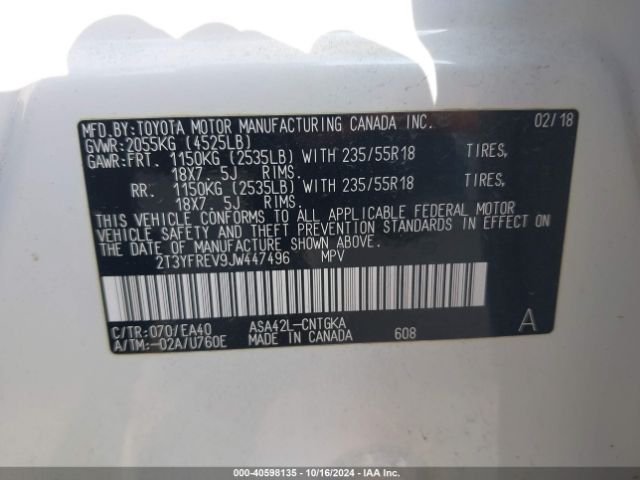 MFD.BY:TOYOTA MOTOR MANUFACTURING CANADA INC. 02/18
GVWR:2055KG (4525LB)
GAWR:FRT. 1150KG (2535LB) WITH 235/55R18 TIRES,
18X7. 5J RIMS.
RR. 1150KG (2535LB) WITH 235/55R18 TIRES,
18X7. 5J RIMS.
THIS VEHICLE CONFORMS TO ALL APPLICABLE FEDERAL MOTOR
VEHICLE SAFETY AND THEFT PREVENTION STANDARDS IN EFFECT ON
THE DATE OF MANUFACTURE SHOWN ABOVE.
2T3YFREV9JW447496 MPV
C/TR:070/EA40 ASA42L-CNTGKA
A/TM:-02A/U760E MADE IN CANADA 608 A
000-40598135 - 10/16/2024 - IAA Inc.